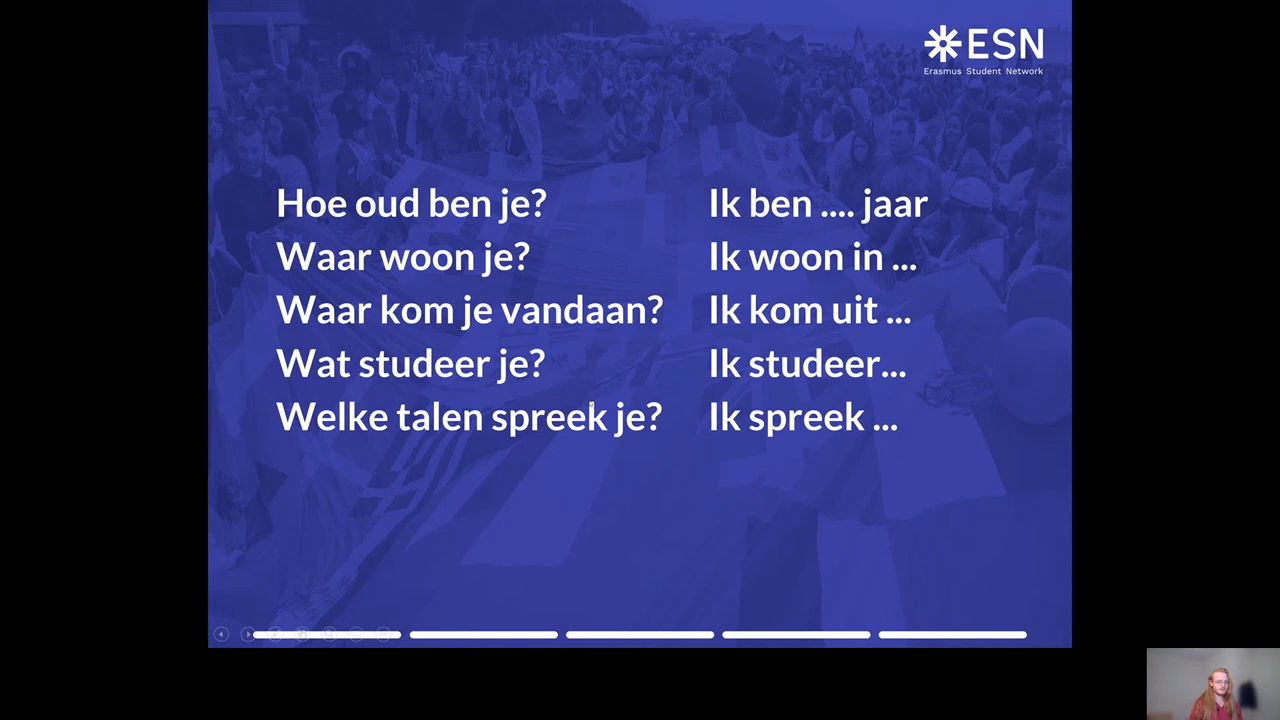 ESN
Erasmus Student Network
Hoe oud ben je? Ik ben .... jaar
Waar woon je? Ik woon in ...
Waar kom je vandaan? Ik kom uit ...
Wat studeer je? Ik studeer...
Welke talen spreek je? Ik spreek ...